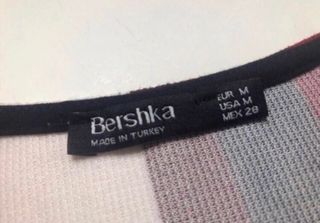 Bershka
MADE IN TURKEY
EUR M
USA M
MEX 28